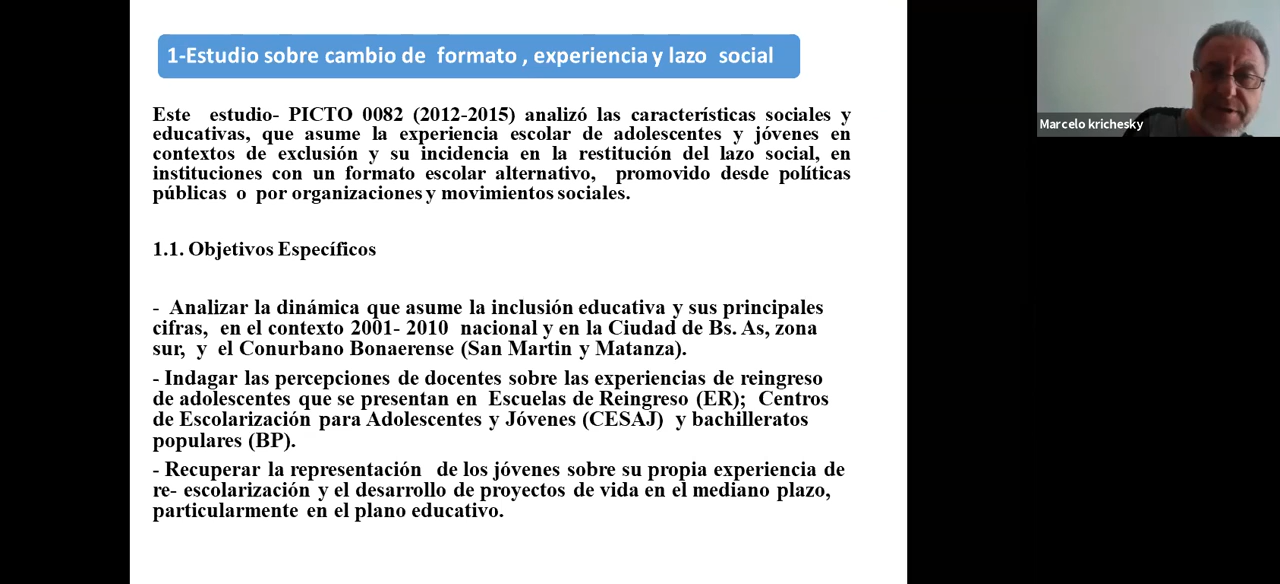 1-Estudio sobre cambio de formato , experiencia y lazo social
Este estudio- PICTO 0082 (2012-2015) analizó las características sociales y
educativas, que asume la experiencia escolar de adolescentes y jóvenes en
contextos de exclusión y su incidencia en la restitución del lazo social, en
instituciones con un formato escolar alternativo, promovido desde políticas
públicas o por organizaciones y movimientos sociales.
1.1. Objetivos Específicos
- Analizar la dinámica que asume la inclusión educativa y sus principales
cifras, en el contexto 2001- 2010 nacional y en la Ciudad de Bs. As, zona
sur, y el Conurbano Bonaerense (San Martin y Matanza).
- Indagar las percepciones de docentes sobre las experiencias de reingreso
de adolescentes que se presentan en Escuelas de Reingreso (ER); Centros
de Escolarización para Adolescentes y Jóvenes (CESAJ) y bachilleratos
populares (BP).
- Recuperar la representación de los jóvenes sobre su propia experiencia de
re- escolarización y el desarrollo de proyectos de vida en el mediano plazo,
particularmente en el plano educativo.
Marcelo krichesky